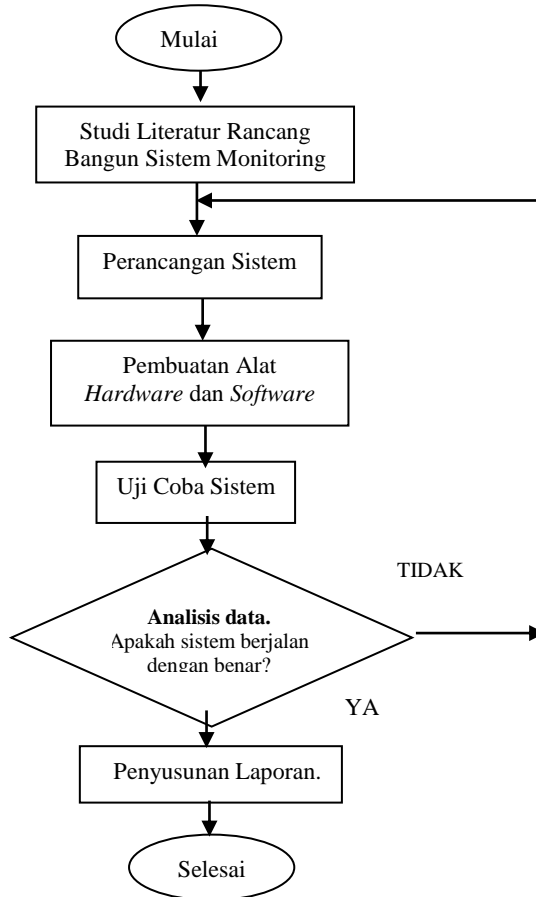 Mulai
Studi Literatur Rancang
Bangun Sistem Monitoring
Perancangan Sistem
Pembuatan Alat
Hardware dan Software
Uji Coba Sistem
TIDAK
Analisis data.
Apakah sistem berjalan
dengan benar?
YA
Penyusunan Laporan.
Selesai